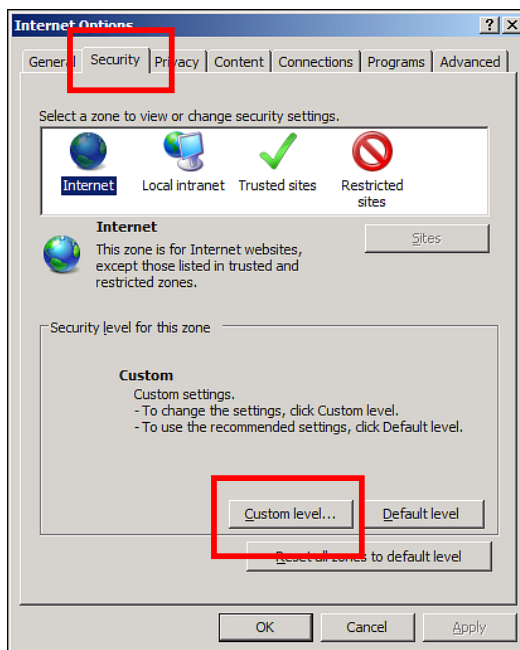 Internet Options
General Security Privacy Content Connections Programs Advanced
Select a zone to view or change security settings.
Internet Local intranet Trusted sites Restricted
sites
Internet
Sites
This zone is for Internet websites,
except those listed in trusted and
restricted zones.
Security level for this zone
Custom
Custom settings.
- To change the settings, click Custom level.
- To use the recommended settings, click Default level.
Custom level... Default level
Reset all zones to default level
OK Cancel Apply